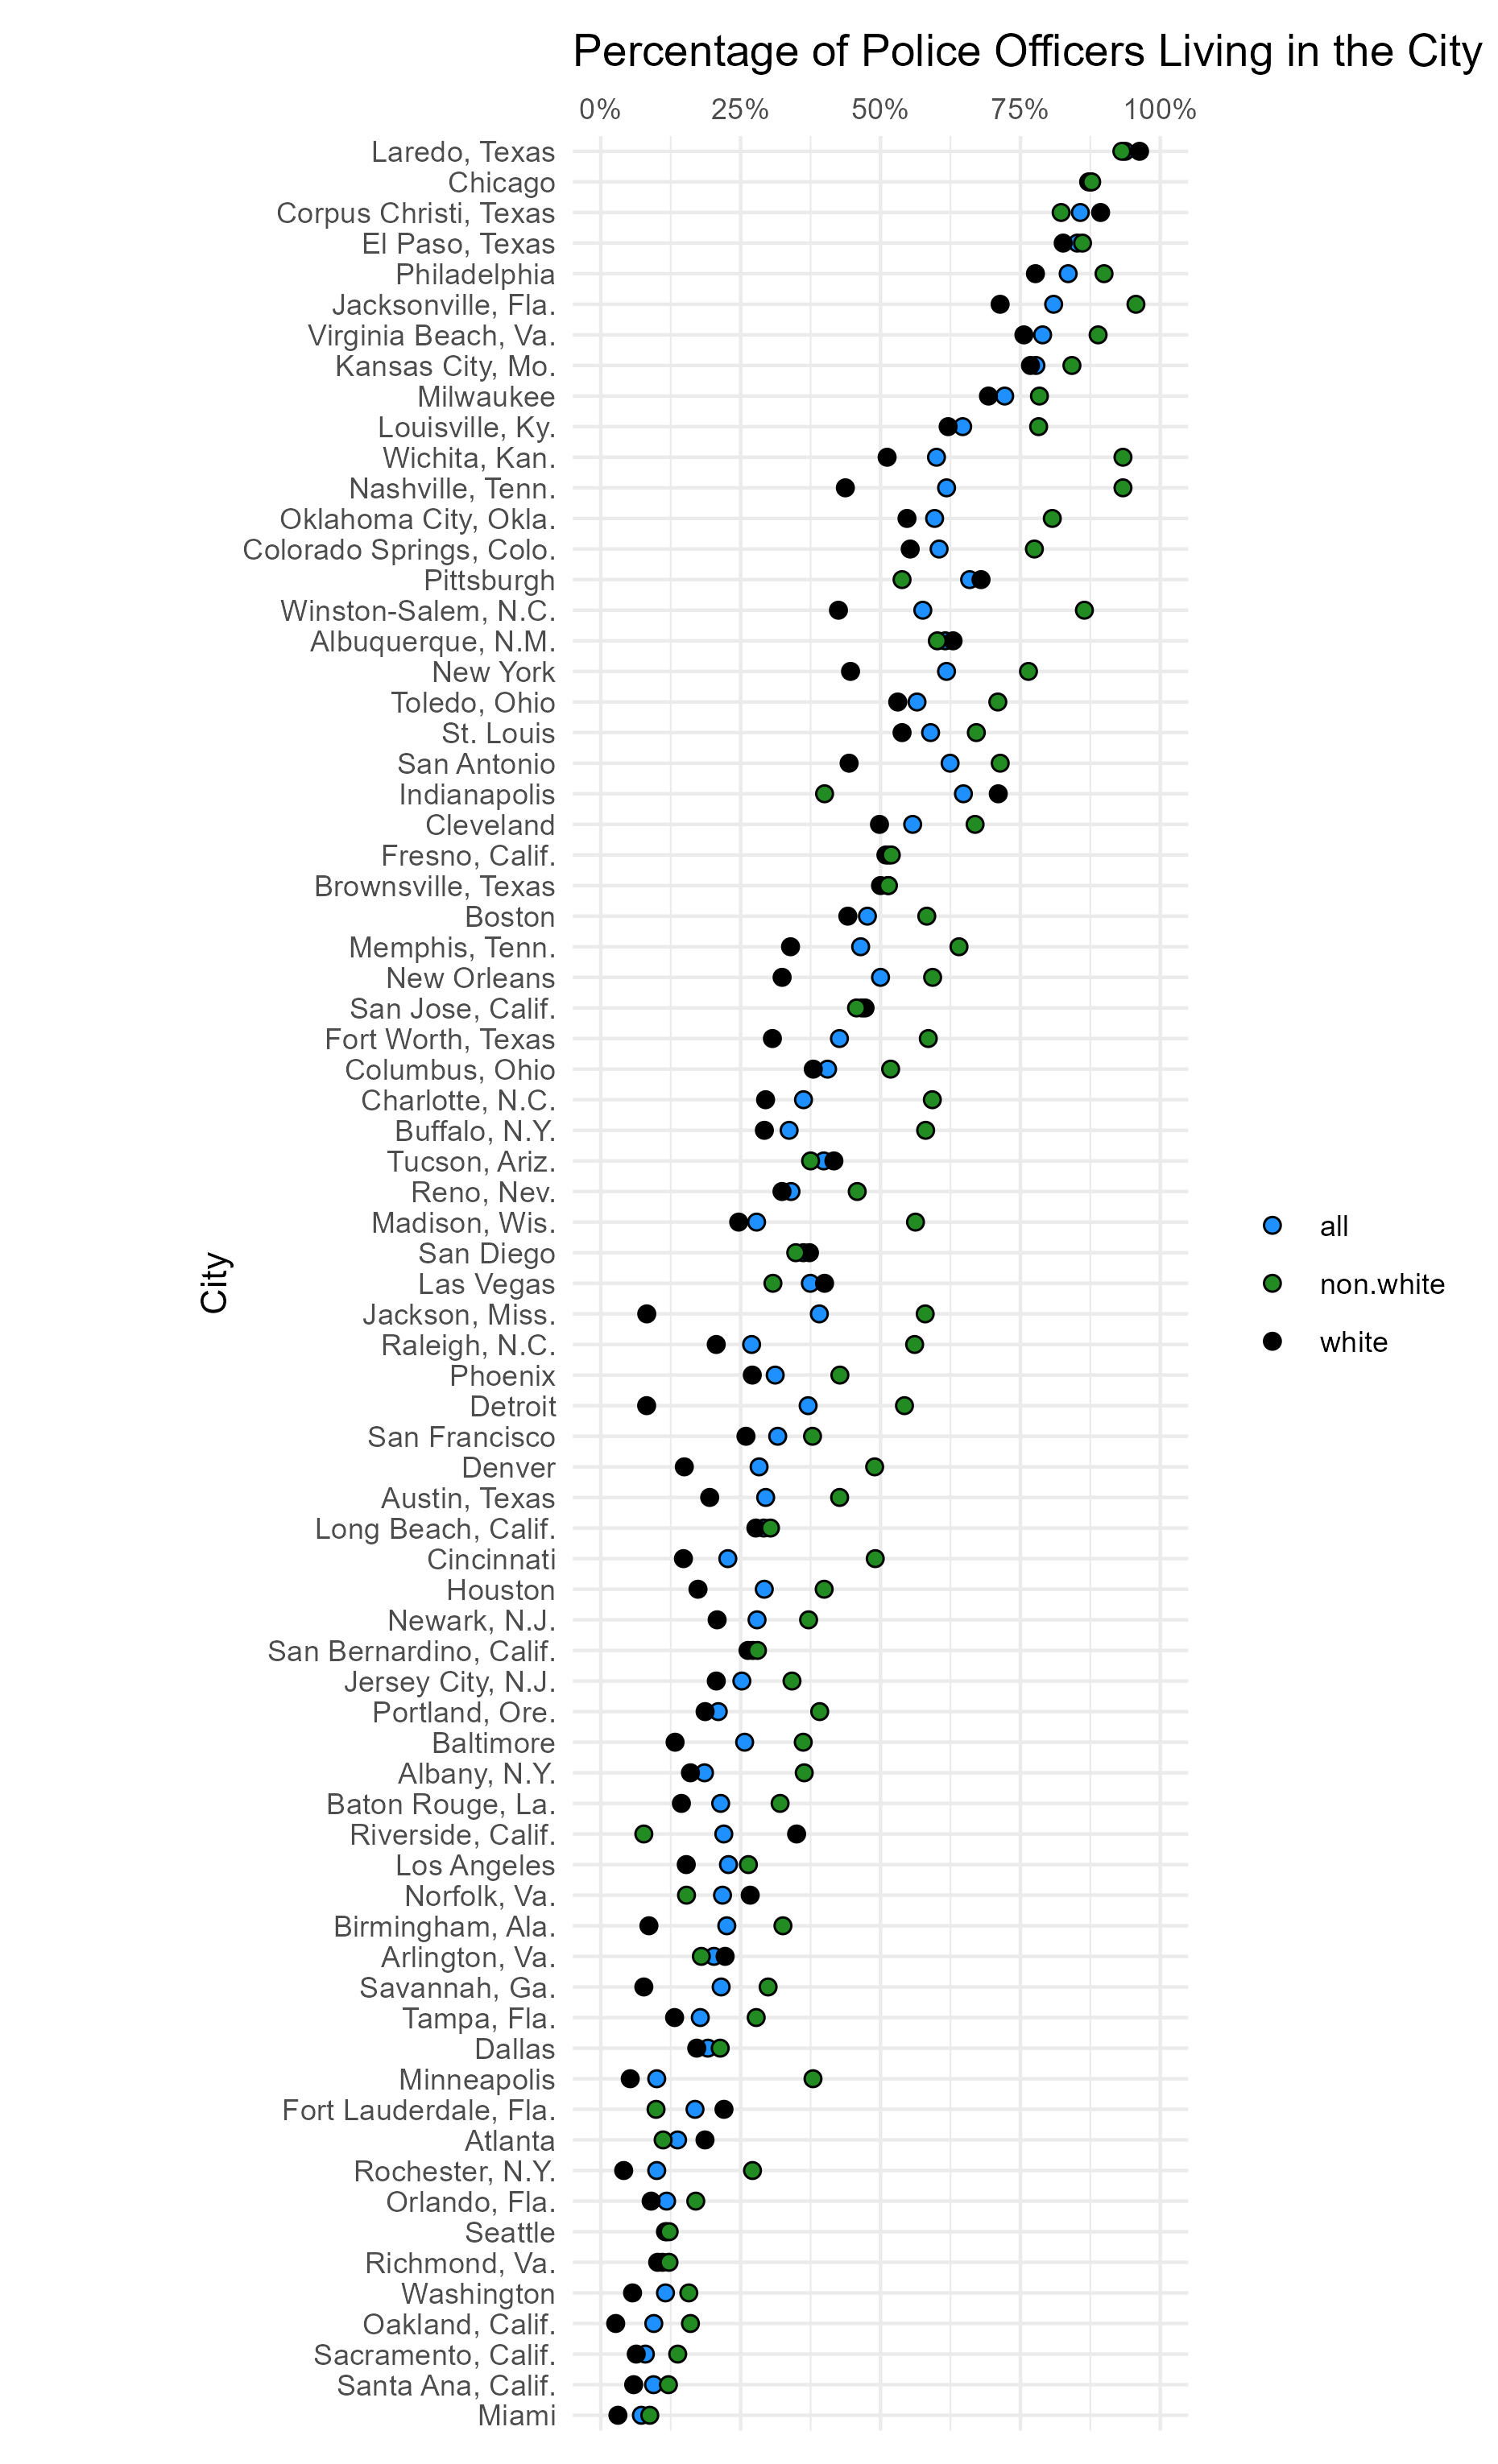 Percentage of Police Officers Living in the City
0% 25% 50% 75% 100%
Laredo, Texas
Chicago
Corpus Christi, Texas
El Paso, Texas
Philadelphia
Jacksonville, Fla.
Virginia Beach, Va.
Kansas City, Mo.
Milwaukee
Louisville, Ky.
Wichita, Kan.
Nashville, Tenn.
Oklahoma City, Okla.
Colorado Springs, Colo.
Pittsburgh
Winston-Salem, N.C.
Albuquerque, N.M.
New York
Toledo, Ohio
St. Louis
San Antonio
Indianapolis
Cleveland
Fresno, Calif.
Brownsville, Texas
Boston
Memphis, Tenn.
New Orleans
San Jose, Calif.
Fort Worth, Texas
Columbus, Ohio
Charlotte, N.C.
Buffalo, N.Y.
Tucson, Ariz.
Reno, Nev.
Madison, Wis.
San Diego
Las Vegas
Jackson, Miss.
Raleigh, N.C.
Phoenix
Detroit
San Francisco
Denver
Austin, Texas
Long Beach, Calif.
Cincinnati
Houston
Newark, N.J.
San Bernardino, Calif.
Jersey City, N.J.
Portland, Ore.
Baltimore
Albany, N.Y.
Baton Rouge, La.
Riverside, Calif.
Los Angeles
Norfolk, Va.
Birmingham, Ala.
Arlington, Va.
Savannah, Ga.
Tampa, Fla.
Dallas
Minneapolis
Fort Lauderdale, Fla.
Atlanta
Rochester, N.Y.
Orlando, Fla.
Seattle
Richmond, Va.
Washington
Oakland, Calif.
Sacramento, Calif.
Santa Ana, Calif.
Miami
City
all
non.white
white